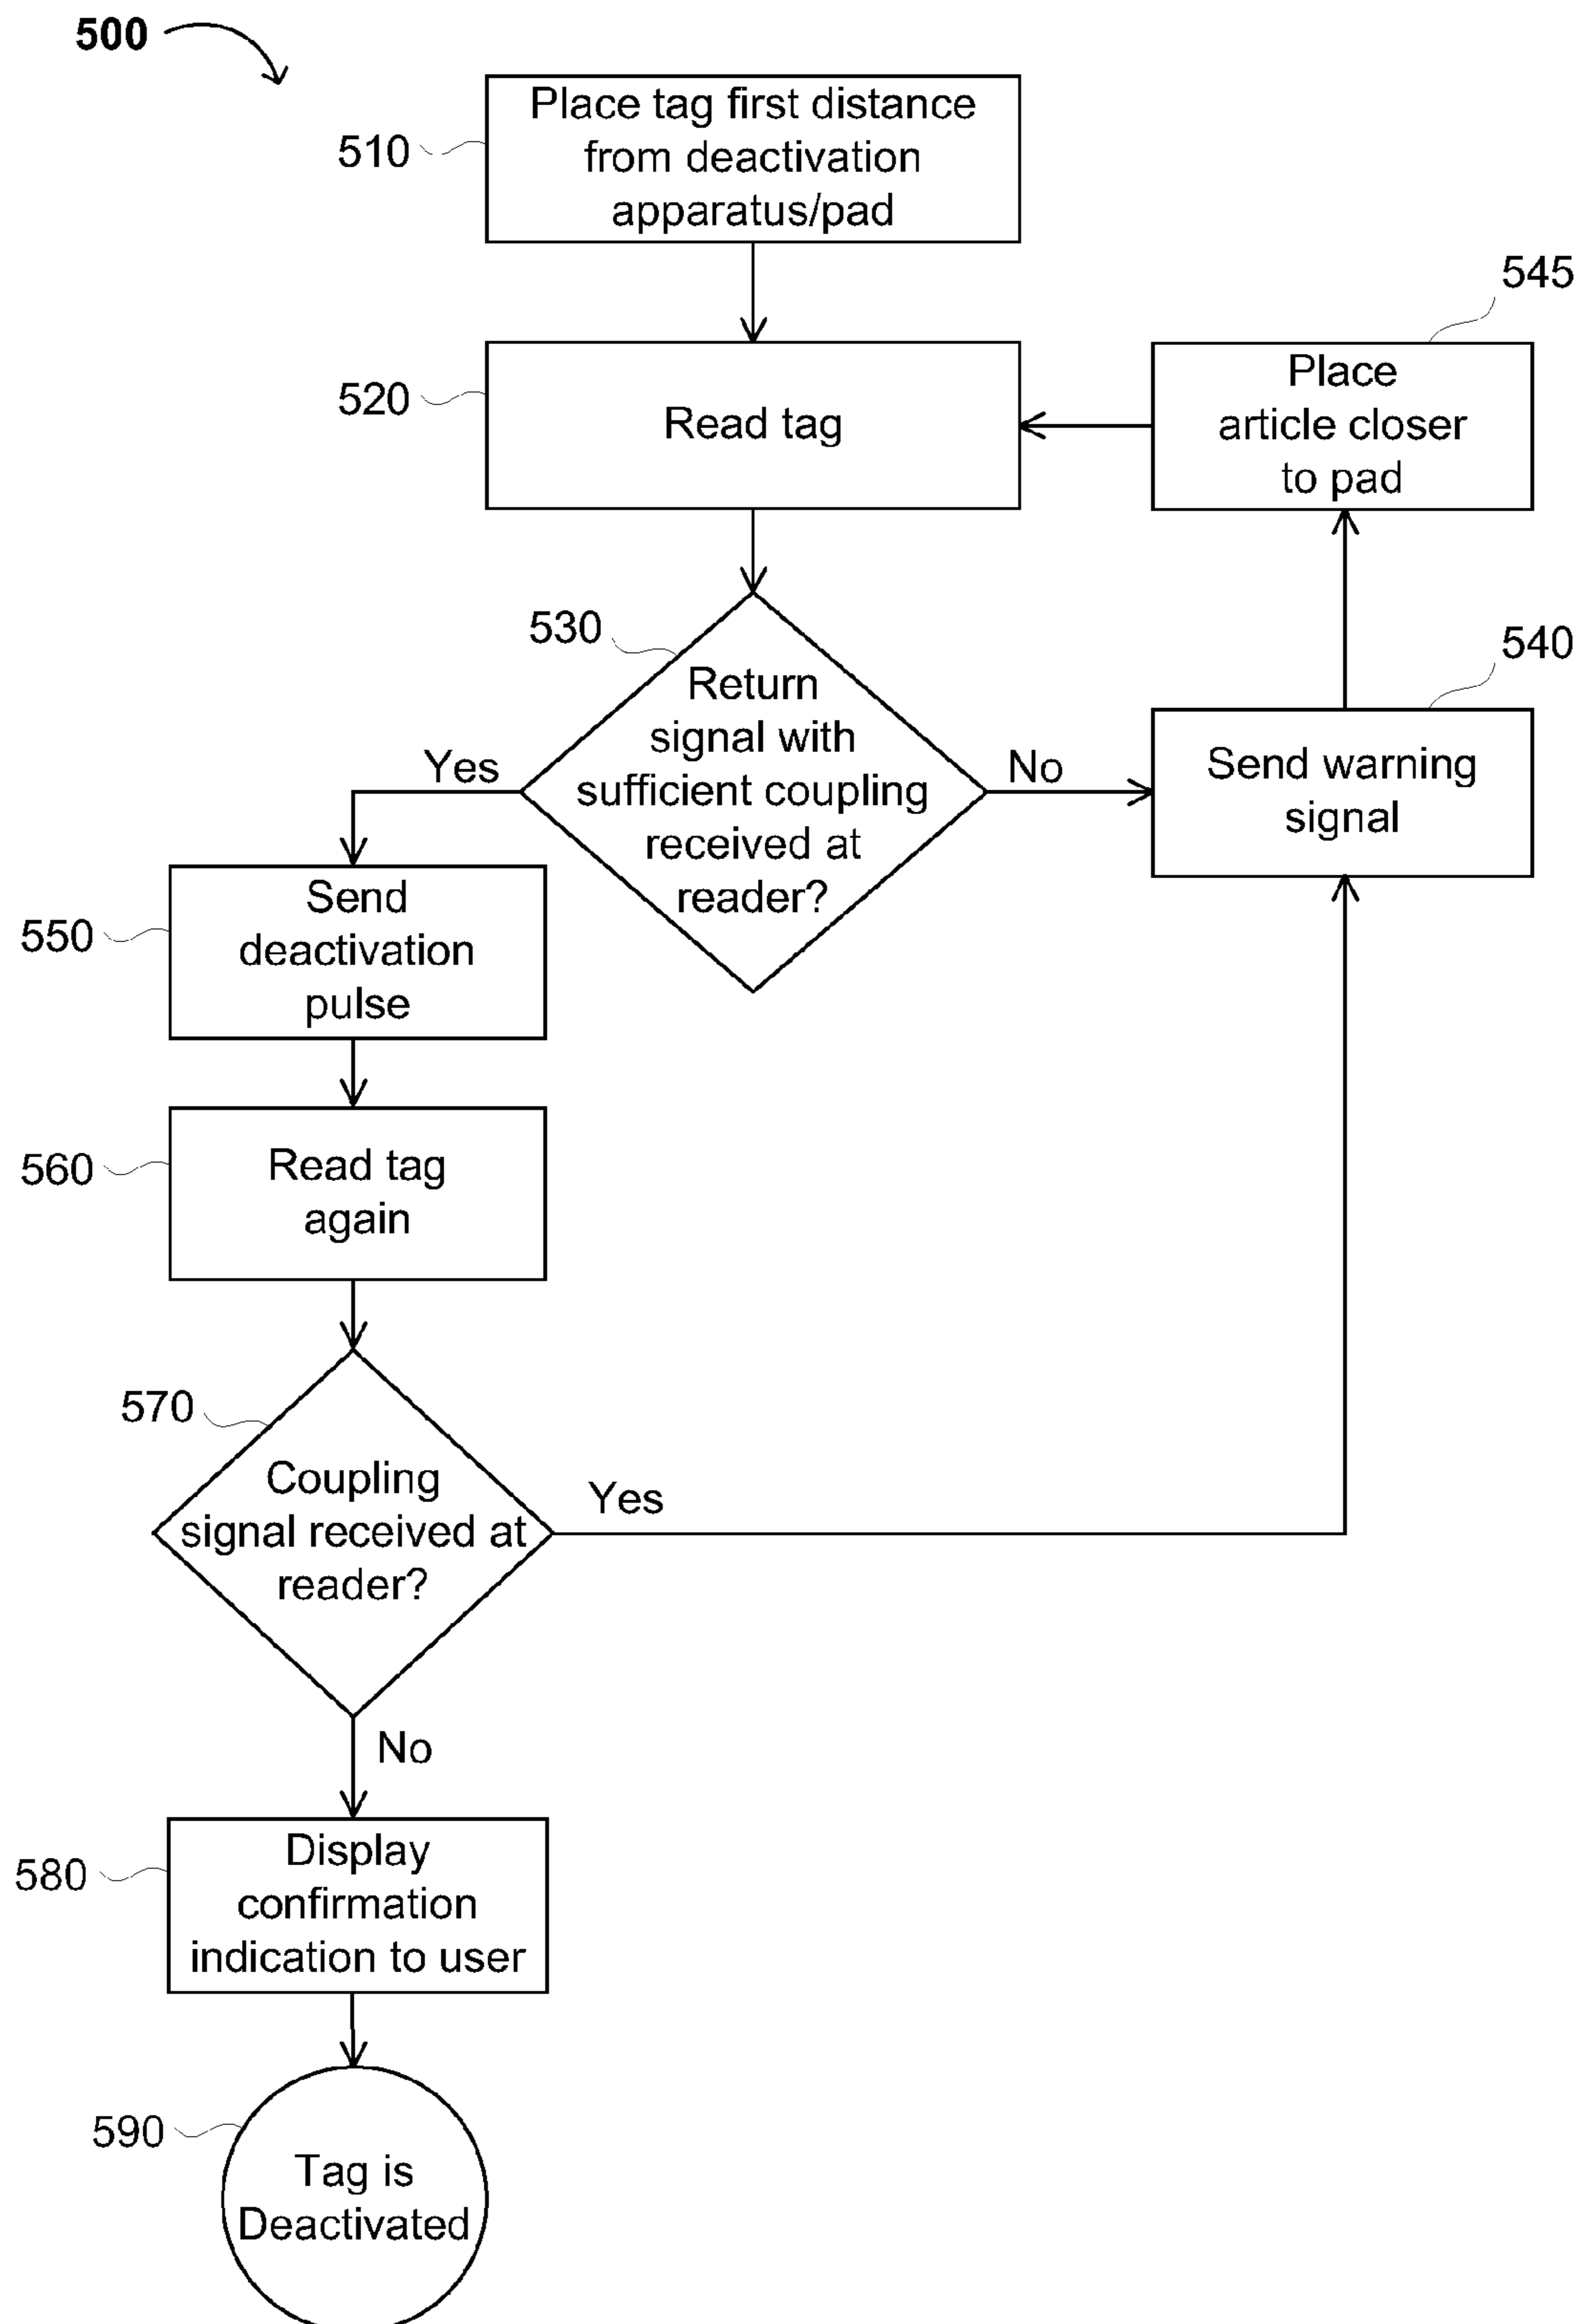 500
510
Place tag first distance
from deactivation
apparatus/pad
545
520
Read tag
Place
article closer
to pad
530
Return
signal with
sufficient coupling
received at
reader?
Yes
No
540
Send warning
signal
550
Send
deactivation
pulse
560
Read tag
again
570
Coupling
signal received at
reader?
Yes
No
580
Display
confirmation
indication to user
590
Tag is
Deactivated